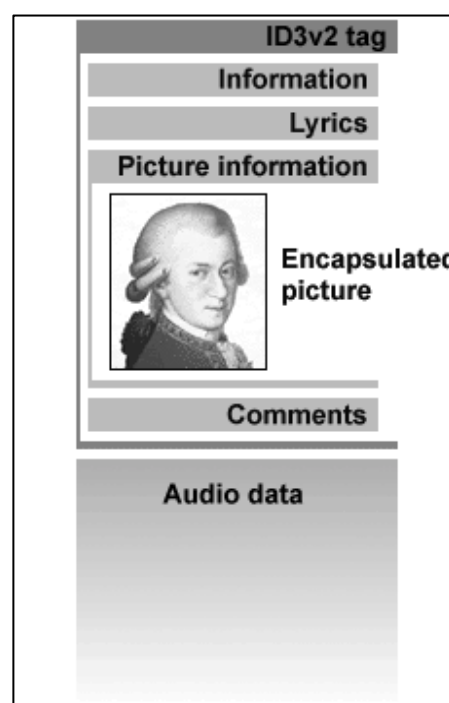 ID3v2 tag
Information
Lyrics
Picture information
Encapsulated
picture
Comments
Audio data